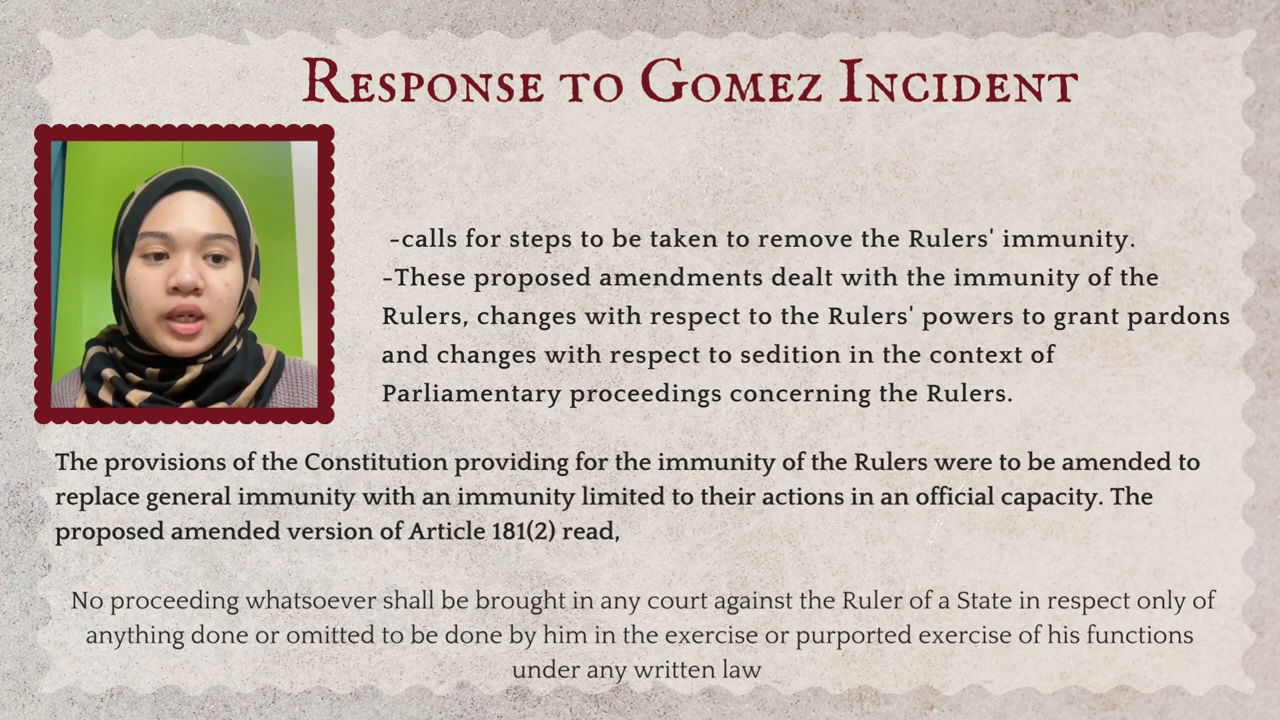 Response to Gomez Incident
-calls for steps to be taken to remove the Rulers' immunity.
-These proposed amendments dealt with the immunity of the
Rulers, changes with respect to the Rulers' powers to grant pardons
and changes with respect to sedition in the context of
Parliamentary proceedings concerning the Rulers.
The provisions of the Constitution providing for the immunity of the Rulers were to be amended to
replace general immunity with an immunity limited to their actions in an official capacity. The
proposed amended version of Article 181(2) read,
No proceeding whatsoever shall be brought in any court against the Ruler of a State in respect only of
anything done or omitted to be done by him in the exercise or purported exercise of his functions
under any written law